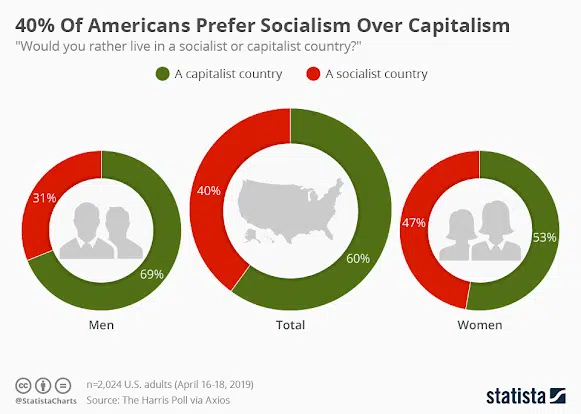 40% Of Americans Prefer Socialism Over Capitalism
"Would you rather live in a socialist or capitalist country?"
A capitalist country A socialist country
31%
69%
Men
40%
60%
Total
47%
53%
Women
@StatistaCharts
n=2,024 U.S. adults (April 16-18, 2019)
Source: The Harris Poll via Axios
statista